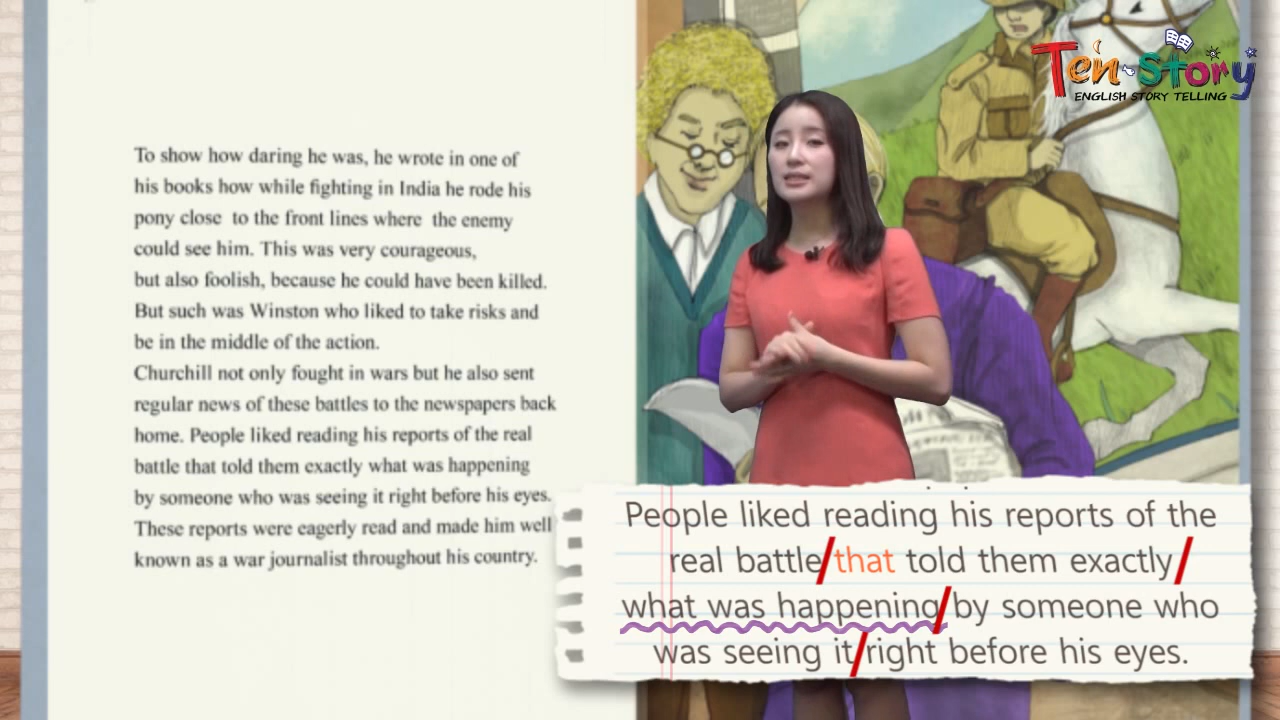 Ten Story
ENGLISH STORY TELLING
To show how daring he was, he wrote in one of
his books how while fighting in India he rode his
pony close to the front lines where the enemy
could see him. This was very courageous,
but also foolish, because he could have been killed.
But such was Winston who liked to take risks and
be in the middle of the action.
Churchill not only fought in wars but he also sent
regular news of these battles to the newspapers back
home. People liked reading his reports of the real
battle that told them exactly what was happening
by someone who was seeing it right before his eyes.
These reports were eagerly read and made him well
known as a war journalist throughout his country.
People liked reading his reports of the
real battle/that told them exactly/
what was happening/by someone who
was seeing it/right before his eyes.